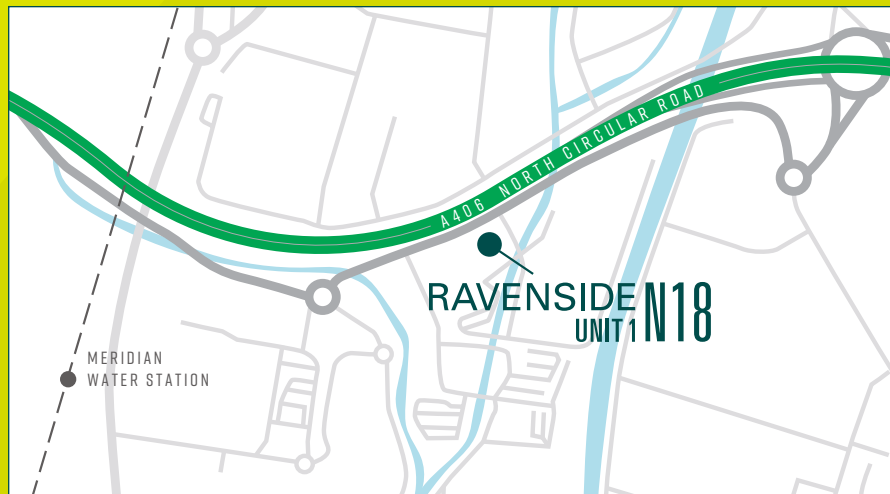 A406 NORTH CIRCULAR ROAD
RAVENSIDE N18
UNIT 1
MERIDIAN
WATER STATION